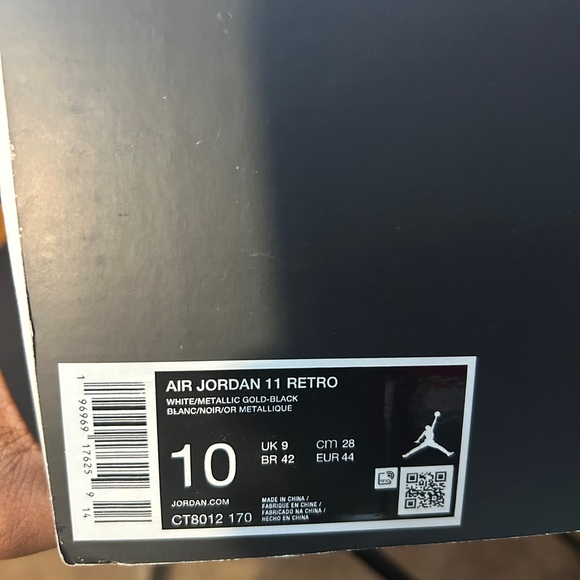 AIR JORDAN 11 RETRO
WHITE/METALLIC GOLD-BLACK
BLANC/NOIR/OR METALLIQUE
10
UK 9 cm 28
BR 42 EUR 44
JORDAN.COM
CT8012 170
MADE IN CHINA /
FABRIQUE EN CHINE /
FABRICADO NA CHINA /
HECHO EN CHINA
1 96969 17625 9 14